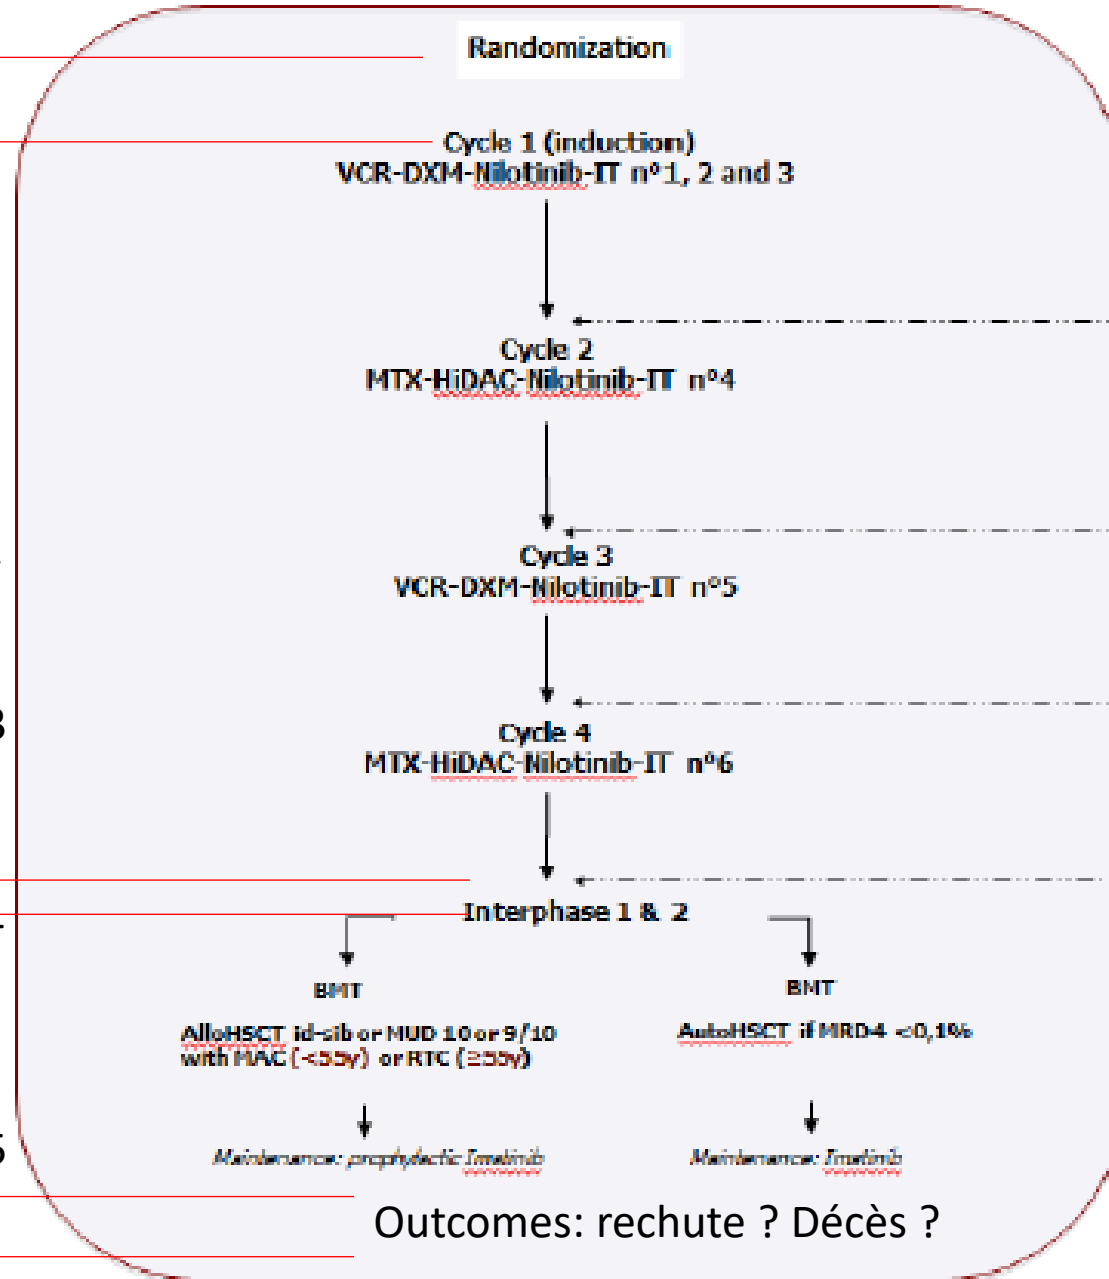 Randomization
Cycle 1 (induction)
VCR-DXM-Nilotinib-IT n°1, 2 and 3
Cycle 2
MTX-HiDAC-Nilotinib-IT n°4
Cycle 3
VCR-DXM-Nilotinib-IT n°5
3
Cycle 4
MTX-HiDAC-Nilotinib-IT n°6
Interphase 1 & 2
BMT
AlloHSCT id-sib or MUD 10 or 9/10
with MAC (<55y) or RTC (≥55y)
BMT
AutoHSCT if MRD4 <0,1%
5
Maintenance: prophylactic Imatinib
Maintenance: Imatinib
Outcomes: rechute ? Décès ?